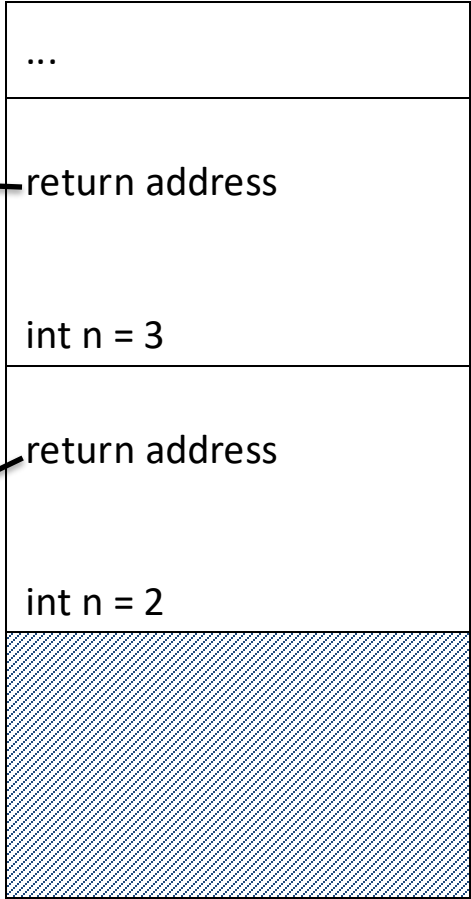 ...
return address
int n = 3
return address
int n = 2